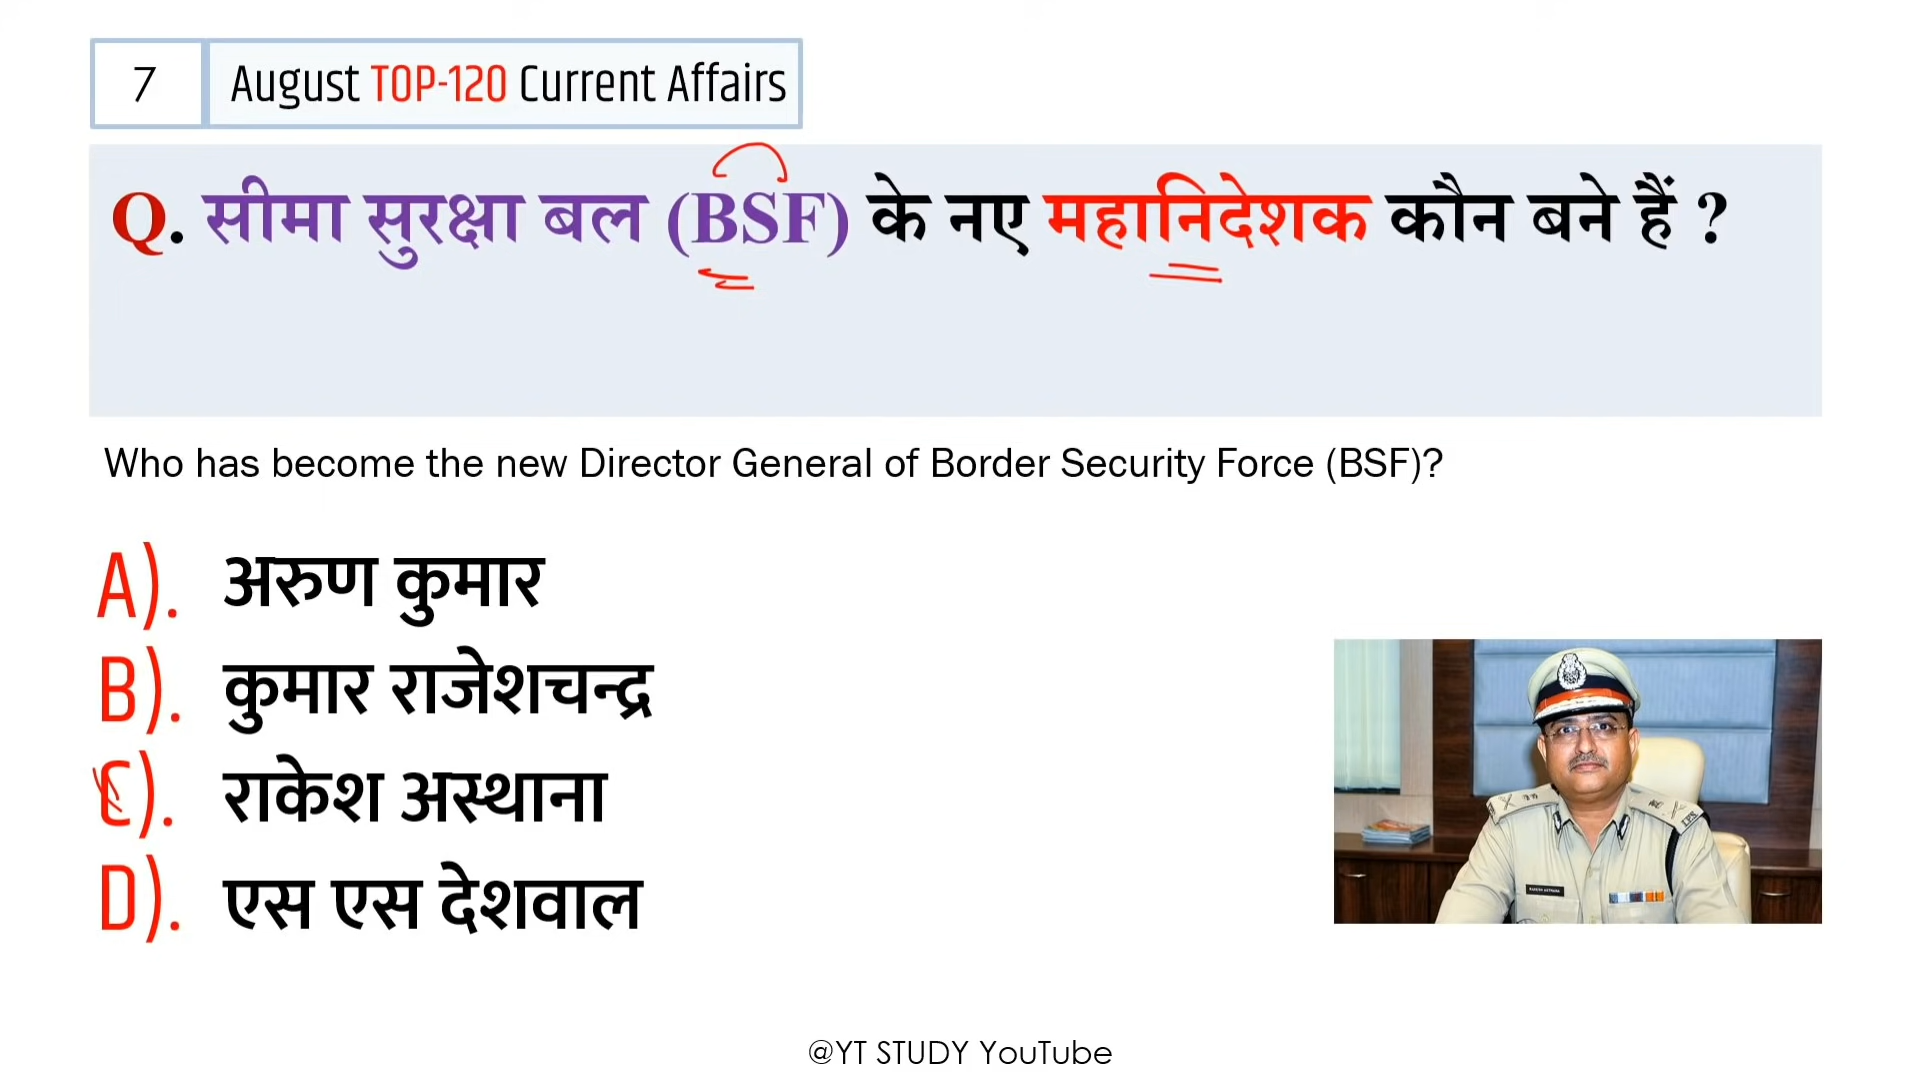 7
August TOP-120 Current Affairs
Q. सीमा सुरक्षा बल (BSF) के नए महानिदेशक कौन बने हैं ?
Who has become the new Director General of Border Security Force (BSF)?
A). अरुण कुमार
B). कुमार राजेशचन्द्र
C). राकेश अस्थाना
D). एस एस देशवाल
@YT STUDY YouTube